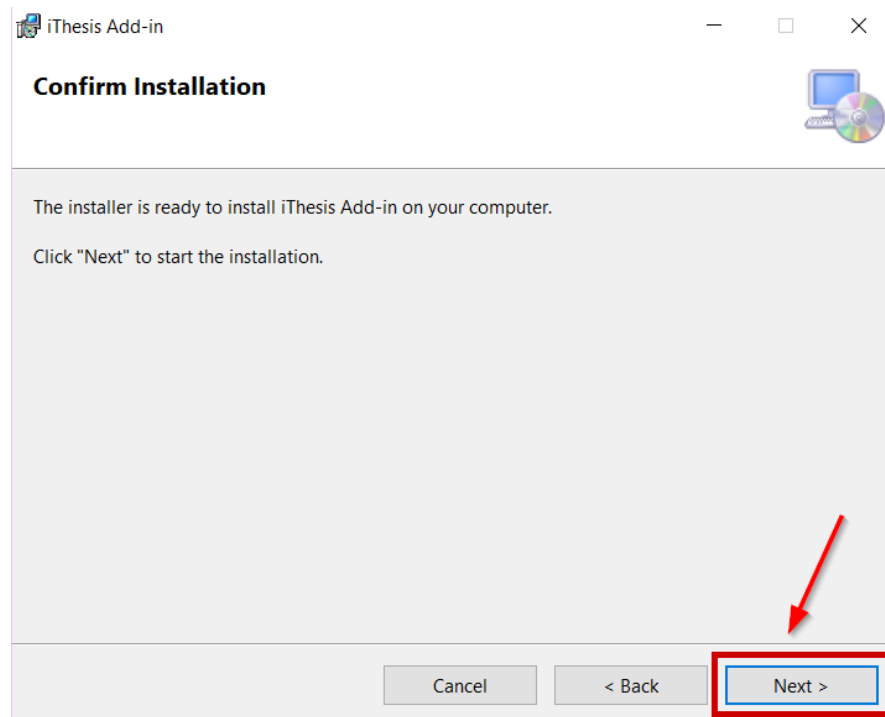 iThesis Add-in
Confirm Installation
The installer is ready to install iThesis Add-in on your computer.
Click "Next" to start the installation.
Cancel
< Back
Next >